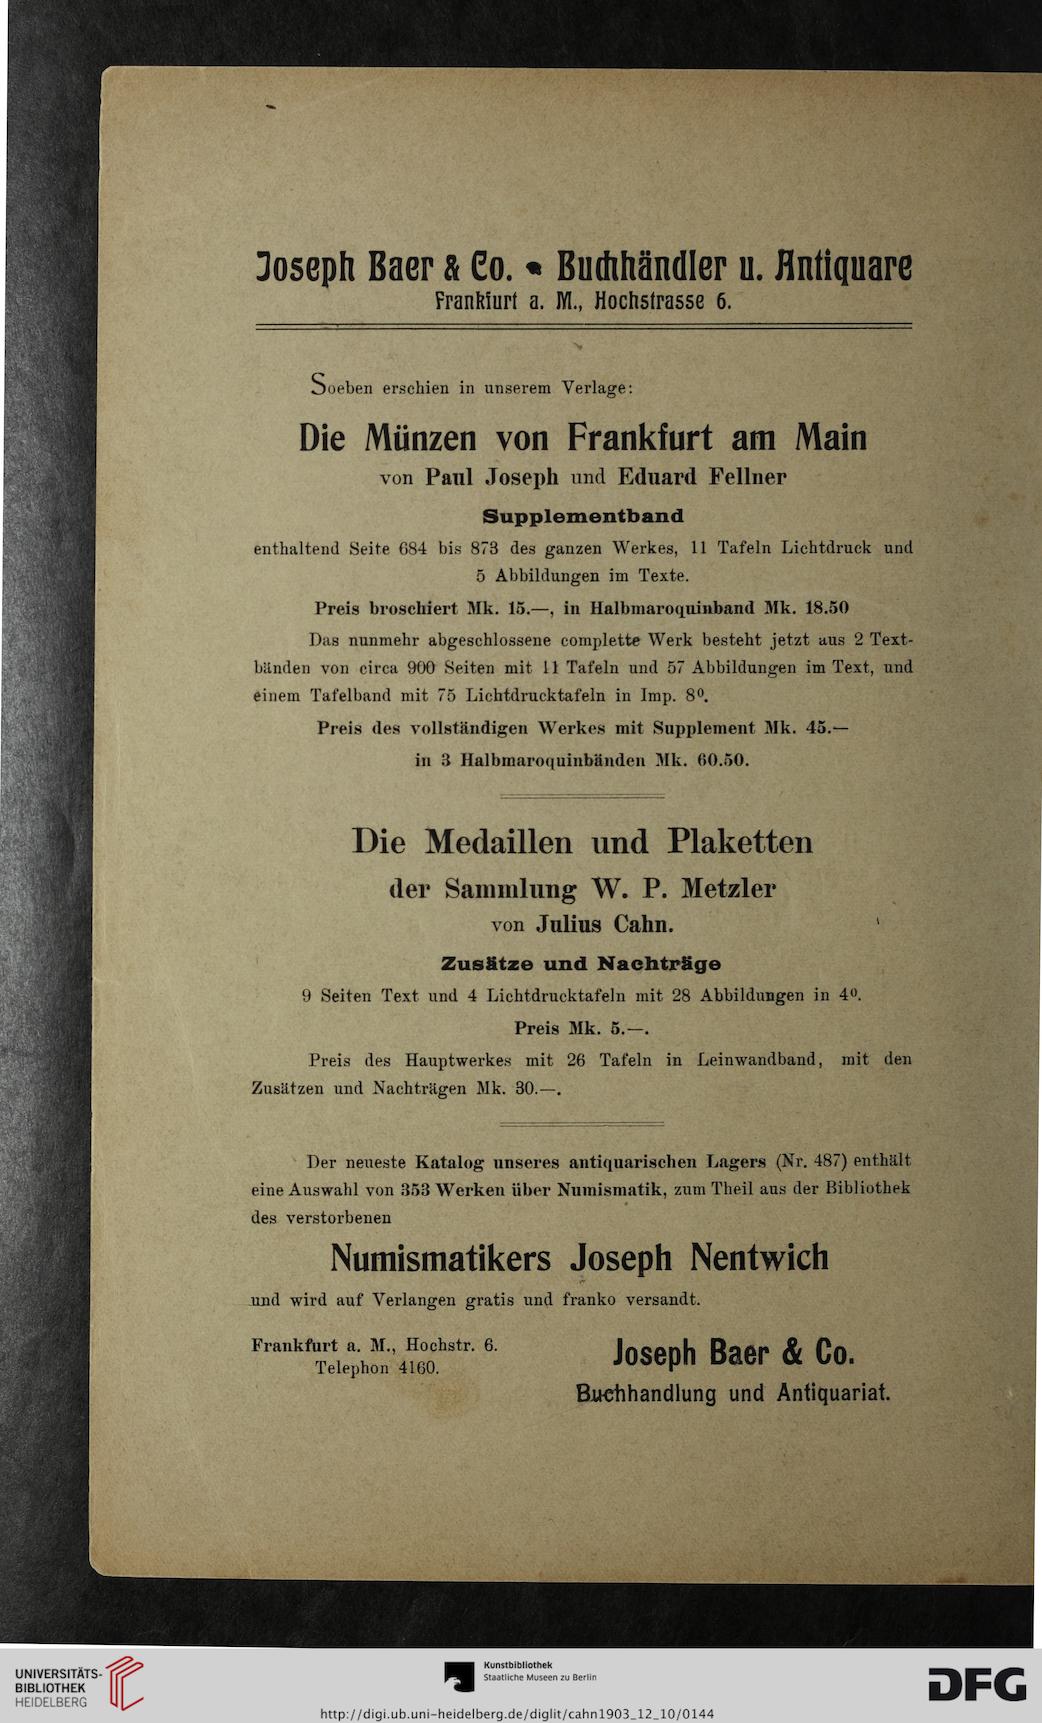 Joseph Baer & Co. • Buchhändler u. Antiquare
Frankfurt a. M., Hochstrasse 6.
Soeben erschien in unserem Verlage:
Die Münzen von Frankfurt am Main
von Paul Joseph und Eduard Fellner
Supplementband
enthaltend Seite 684 bis 873 des ganzen Werkes, 11 Tafeln Lichtdruck und
5 Abbildungen im Texte.
Preis broschiert Mk. 15.—, in Halbmaroquinband Mk. 18.50
Das nunmehr abgeschlossene complette Werk besteht jetzt aus 2 Text-
bänden von circa 900 Seiten mit 11 Tafeln und 57 Abbildungen im Text, und
einem Tafelband mit 75 Lichtdrucktafeln in Imp. 8⁰.
Preis des vollständigen Werkes mit Supplement Mk. 45.—
in 3 Halbmaroquinbänden Mk. 60.50.
Die Medaillen und Plaketten
der Sammlung W. P. Metzler
von Julius Cahn.
Zusätze und Nachträge
9 Seiten Text und 4 Lichtdrucktafeln mit 28 Abbildungen in 4⁰.
Preis Mk. 5.—.
Preis des Hauptwerkes mit 26 Tafeln in Leinwandband, mit den
Zusätzen und Nachträgen Mk. 30.—.
Der neueste Katalog unseres antiquarischen Lagers (Nr. 487) enthält
eine Auswahl von 353 Werken über Numismatik, zum Theil aus der Bibliothek
des verstorbenen
Numismatikers Joseph Nentwich
und wird auf Verlangen gratis und franko versandt.
Frankfurt a. M., Hochstr. 6.
Telephon 4160.
Joseph Baer & Co.
Buchhandlung und Antiquariat.
UNIVERSITÄTS-
BIBLIOTHEK
HEIDELBERG
Kunstbibliothek
Staatliche Museen zu Berlin
http://digi.ub.uni-heidelberg.de/diglit/cahn1903_12_10/0144
DFG